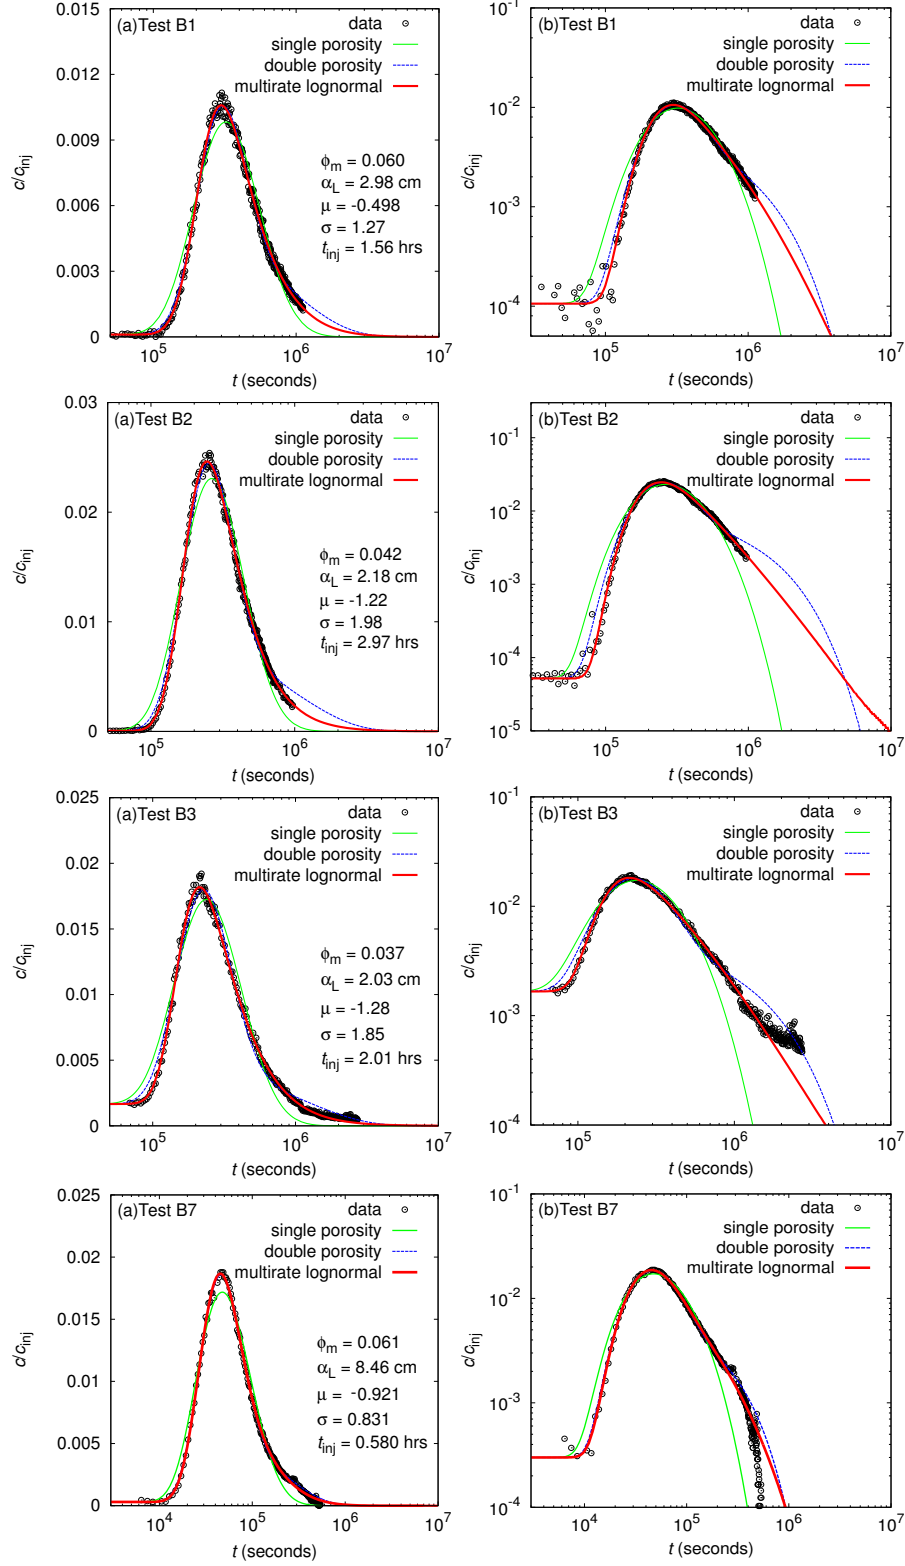 (a)Test B1
data
single porosity
double porosity
multirate lognormal
ϕm = 0.060
αL = 2.98 cm
μ = -0.498
σ = 1.27
tinj = 1.56 hrs
0.015
0.012
0.009
0.006
0.003
0
c/cinj
10^5
10^6
10^7
t (seconds)
(b)Test B1
data
single porosity
double porosity
multirate lognormal
10^-1
10^-2
10^-3
10^-4
c/cinj
10^5
10^6
10^7
t (seconds)
(a)Test B2
data
single porosity
double porosity
multirate lognormal
ϕm = 0.042
αL = 2.18 cm
μ = -1.22
σ = 1.98
tinj = 2.97 hrs
0.03
0.02
0.01
0
c/cinj
10^5
10^6
10^7
t (seconds)
(b)Test B2
data
single porosity
double porosity
multirate lognormal
10^-1
10^-2
10^-3
10^-4
10^-5
c/cinj
10^5
10^6
10^7
t (seconds)
(a)Test B3
data
single porosity
double porosity
multirate lognormal
ϕm = 0.037
αL = 2.03 cm
μ = -1.28
σ = 1.85
tinj = 2.01 hrs
0.025
0.02
0.015
0.01
0.005
0
c/cinj
10^5
10^6
10^7
t (seconds)
(b)Test B3
data
single porosity
double porosity
multirate lognormal
10^-1
10^-2
10^-3
10^-4
c/cinj
10^5
10^6
10^7
t (seconds)
(a)Test B7
data
single porosity
double porosity
multirate lognormal
ϕm = 0.061
αL = 8.46 cm
μ = -0.921
σ = 0.831
tinj = 0.580 hrs
0.025
0.02
0.015
0.01
0.005
0
c/cinj
10^4
10^5
10^6
10^7
t (seconds)
(b)Test B7
data
single porosity
double porosity
multirate lognormal
10^-1
10^-2
10^-3
10^-4
c/cinj
10^4
10^5
10^6
10^7
t (seconds)